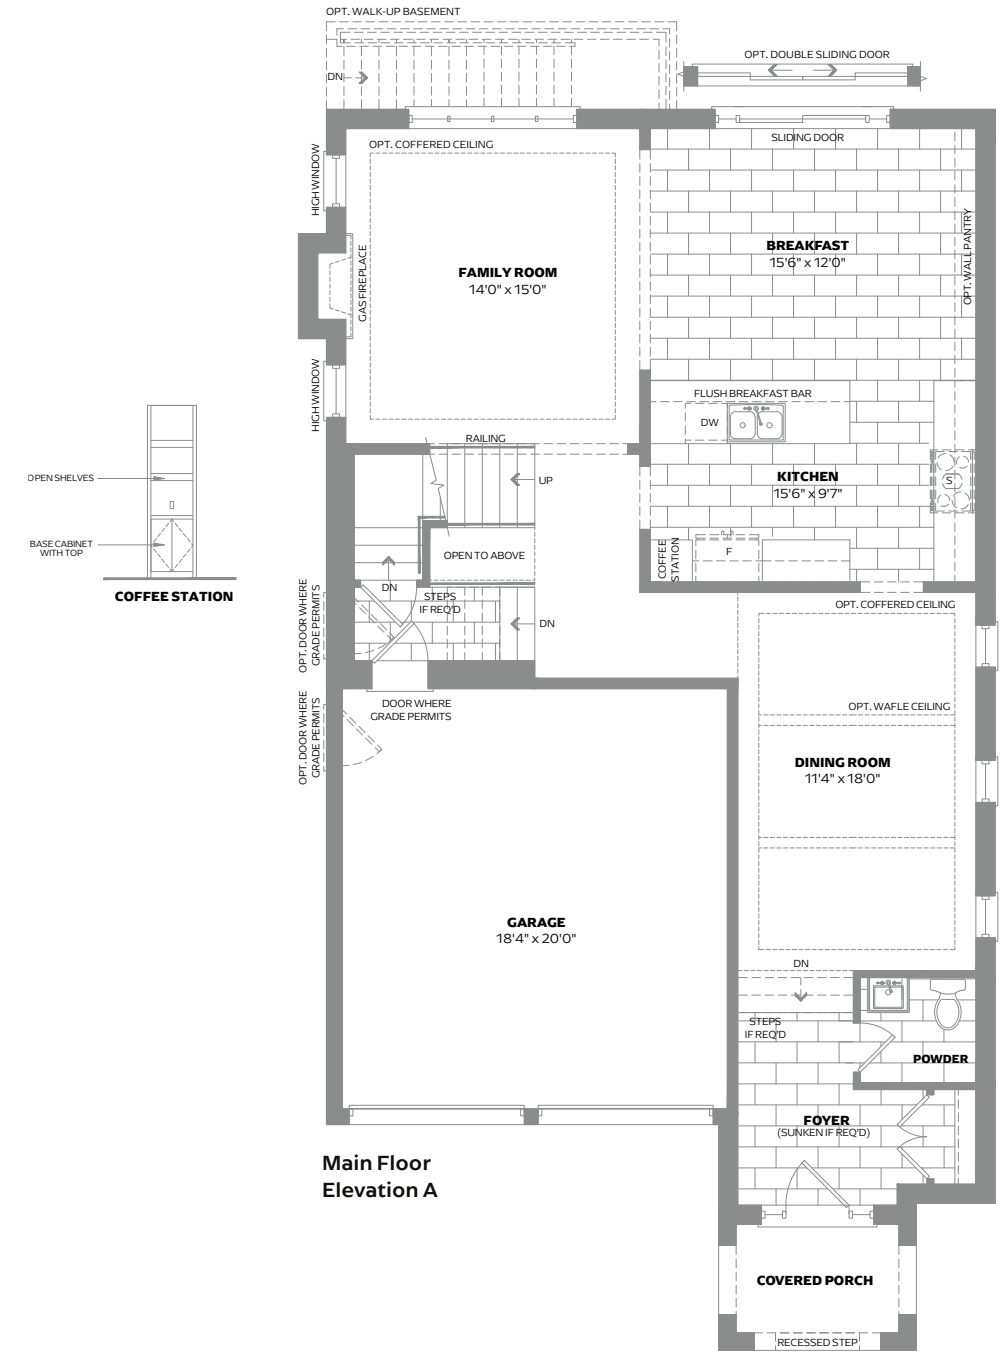 OPT. WALK-UP BASEMENT
OPT. DOUBLE SLIDING DOOR
DN
SLIDING DOOR
OPT. COFFERED CEILING
HIGH WINDOW
BREAKFAST
15'6" x 12'0"
OPT. WALL PANTRY
FAMILY ROOM
14'0" x 15'0"
GAS FIREPLACE
HIGH WINDOW
FLUSH BREAKFAST BAR
DW
RAILING
OPEN SHELVES
KITCHEN
15'6" x 9'7"
UP
S
BASE CABINET
WITH TOP
OPEN TO ABOVE
COFFEE
STATION
F
COFFEE STATION
DN
STEPS
IF REQ'D
OPT. COFFERED CEILING
OPT. DOOR WHERE
GRADE PERMITS
DN
DOOR WHERE
GRADE PERMITS
OPT. WAFLE CEILING
OPT. DOOR WHERE
GRADE PERMITS
DINING ROOM
11'4" x 18'0"
GARAGE
18'4" x 20'0"
DN
STEPS
IF REQ'D
POWDER
FOYER
(SUNKEN IF REQ'D)
Main Floor
Elevation A
COVERED PORCH
RECESSED STEP